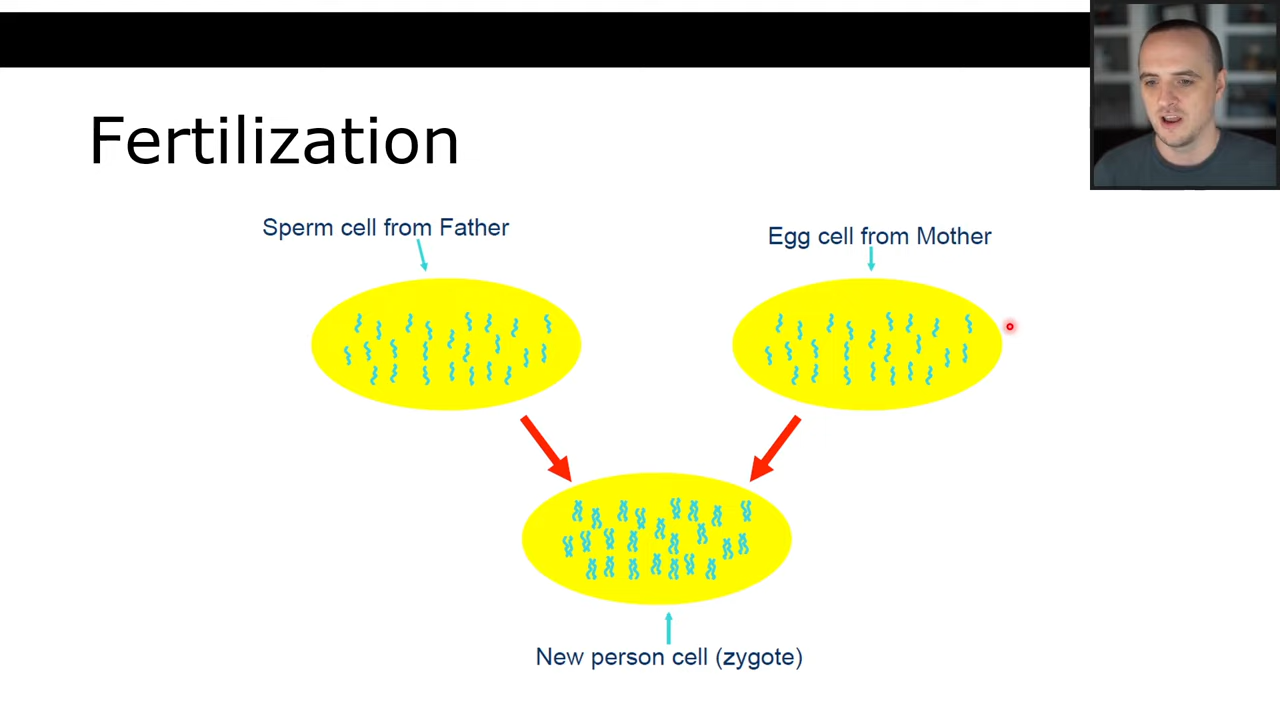 Fertilization
Sperm cell from Father
Egg cell from Mother
New person cell (zygote)